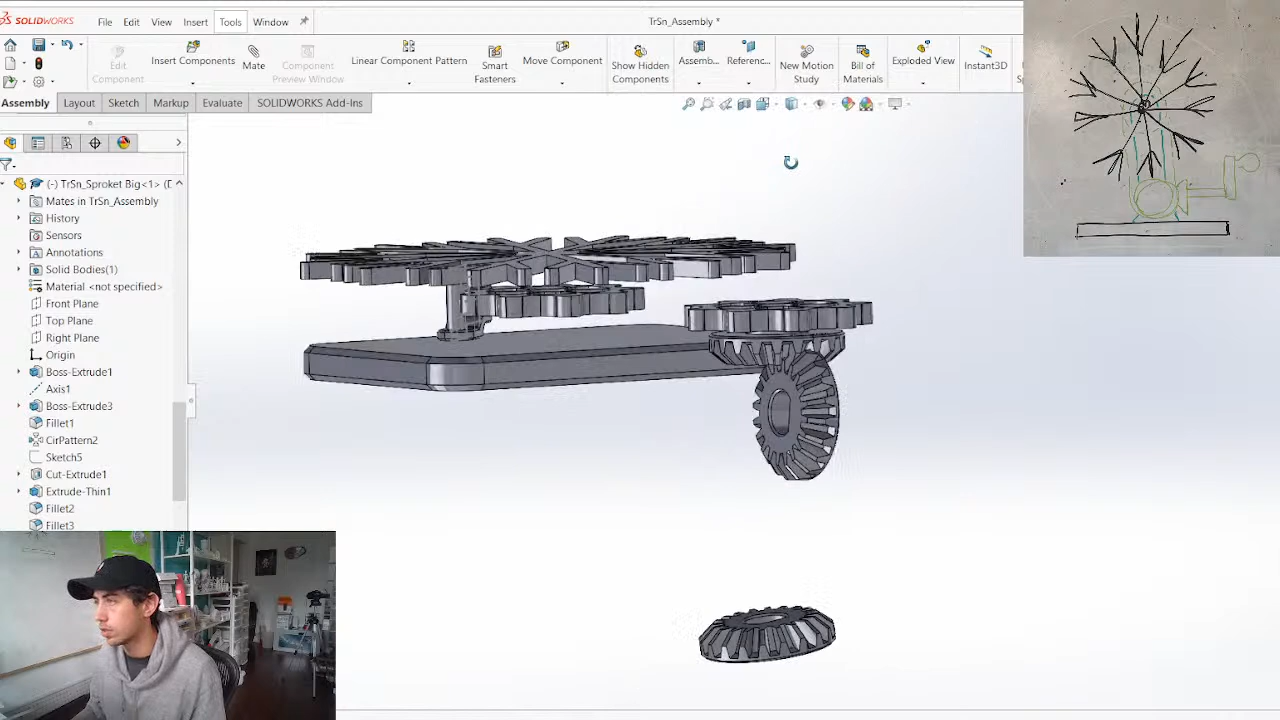 SOLIDWORKS File Edit View Insert Tools Window TrSn_Assembly *
Edit Component
Insert Components
Mate
Component Preview Window
Linear Component Pattern
Smart Fasteners
Move Component
Show Hidden Components
Assemb...
Referenc...
New Motion Study
Bill of Materials
Exploded View
Instant3D
Assembly Layout Sketch Markup Evaluate SOLIDWORKS Add-Ins
(-) TrSn_Sproket Big<1> (D
Mates in TrSn_Assembly
History
Sensors
Annotations
Solid Bodies(1)
Material <not specified>
Front Plane
Top Plane
Right Plane
Origin
Boss-Extrude1
Axis1
Boss-Extrude3
Fillet1
CirPattern2
Sketch5
Cut-Extrude1
Extrude-Thin1
Fillet2
Fillet3